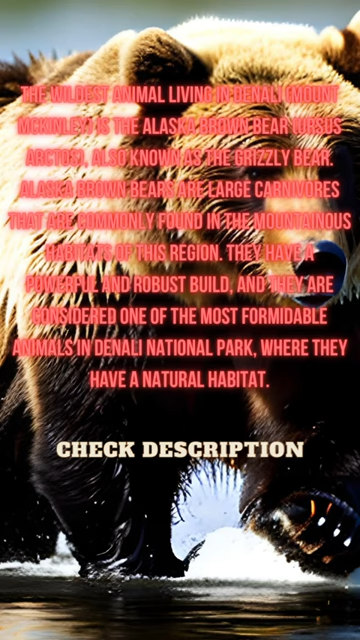 THE WILDEST ANIMAL LIVING IN DENALI (MOUNT
MCKINLEY) IS THE ALASKA BROWN BEAR (URSUS
ARCTOS), ALSO KNOWN AS THE GRIZZLY BEAR.
ALASKA BROWN BEARS ARE LARGE CARNIVORES
THAT ARE COMMONLY FOUND IN THE MOUNTAINOUS
HABITATS OF THIS REGION. THEY HAVE A
POWERFUL AND ROBUST BUILD, AND THEY ARE
CONSIDERED ONE OF THE MOST FORMIDABLE
ANIMALS IN DENALI NATIONAL PARK, WHERE THEY
HAVE A NATURAL HABITAT.
CHECK DESCRIPTION